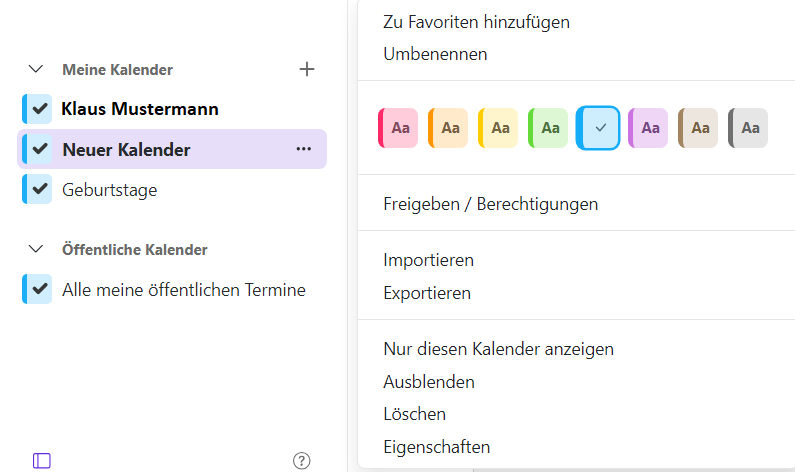 Meine Kalender
Klaus Mustermann
Neuer Kalender
Geburtstage
Öffentliche Kalender
Alle meine öffentlichen Termine
Zu Favoriten hinzufügen
Umbenennen
Aa Aa Aa Aa Aa Aa Aa
Freigeben / Berechtigungen
Importieren
Exportieren
Nur diesen Kalender anzeigen
Ausblenden
Löschen
Eigenschaften